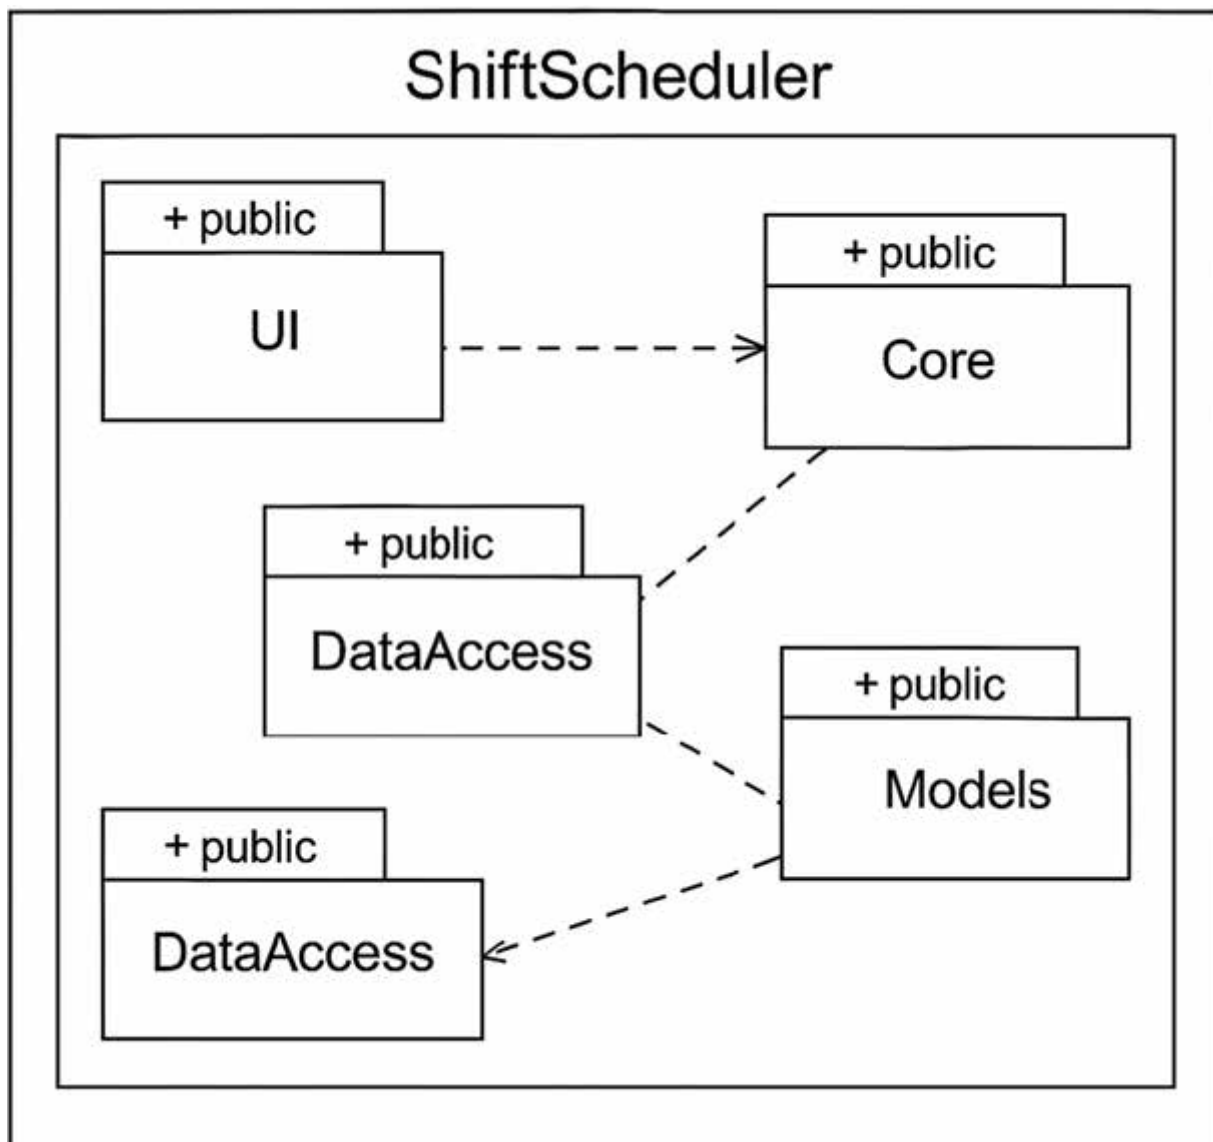 ShiftScheduler
+ public
UI
+ public
Core
+ public
DataAccess
+ public
Models
+ public
DataAccess